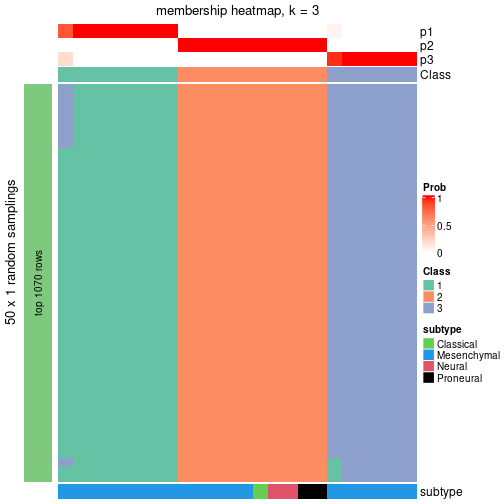 membership heatmap, k = 3
p1
p2
p3
Class
50 x 1 random samplings
top 1070 rows
Prob
1
0.5
0
Class
1
2
3
subtype
Classical
Mesenchymal
Neural
Proneural
subtype